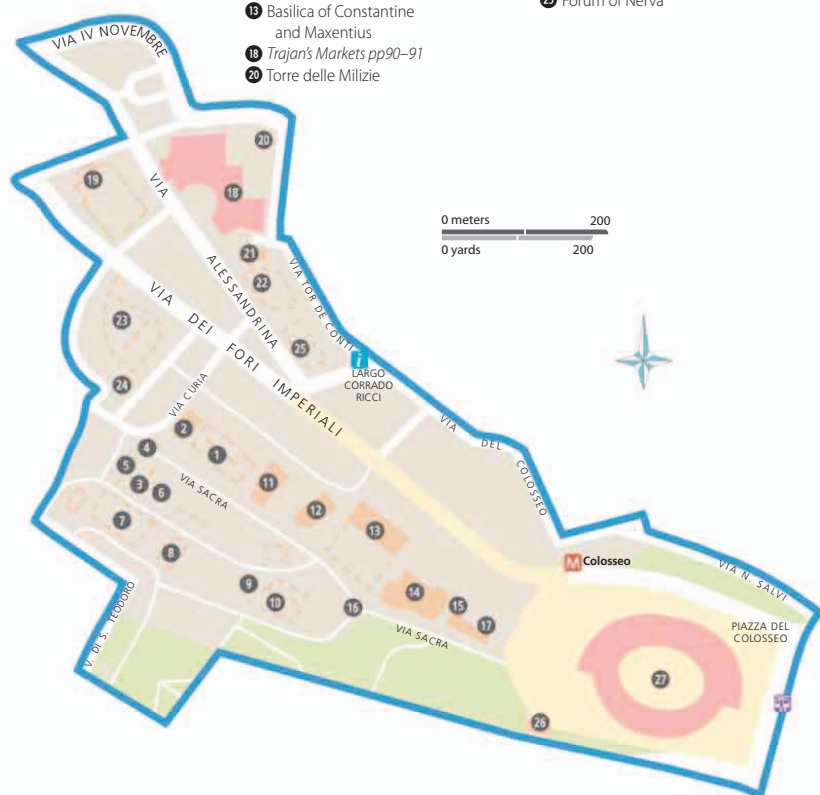 13 Basilica of Constantine
and Maxentius
18 Trajan's Markets pp90–91
20 Torre delle Milizie
25 Forum of Nerva
VIA IV NOVEMBRE
20
19
VIA
18
0 meters 200
0 yards 200
21
ALESSANDRINA
VIA TOR DE CONTI
22
VIA DEI FORI IMPERIALI
23
25
i
LARGO
CORRADO
RICCI
24
VIA CURIA
VIA DEL COLOSSEO
2
4
1
5
3
6
VIA SACRA
11
12
7
13
8
M Colosseo
VIA N. SALVI
9
10
14
15
16
17
V. DI S. TEODORO
VIA SACRA
PIAZZA DEL
COLOSSEO
27
26